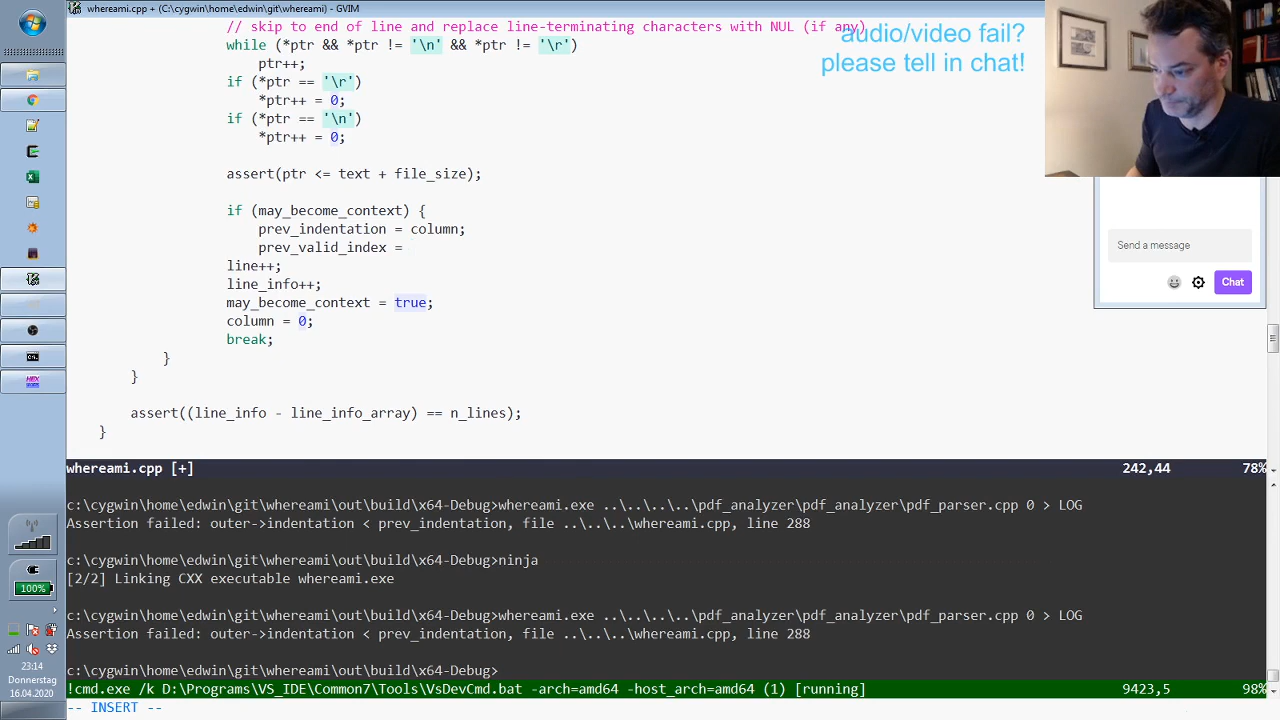 whereami.cpp + (C:\cygwin\home\edwin\git\whereami) - GVIM
// skip to end of line and replace line-terminating characters with NUL (if any)
while (*ptr && *ptr != '\n' && *ptr != '\r')
ptr++;
if (*ptr == '\r')
*ptr++ = 0;
if (*ptr == '\n')
*ptr++ = 0;
assert(ptr <= text + file_size);
if (may_become_context) {
prev_indentation = column;
prev_valid_index =
line++;
line_info++;
may_become_context = true;
column = 0;
break;
}
}
assert((line_info - line_info_array) == n_lines);
}
audio/video fail?
please tell in chat!
Send a message
Chat
whereami.cpp [+] 242,44 78%
c:\cygwin\home\edwin\git\whereami\out\build\x64-Debug>whereami.exe ..\..\..\..\pdf_analyzer\pdf_analyzer\pdf_parser.cpp 0 > LOG
Assertion failed: outer->indentation < prev_indentation, file ..\..\..\whereami.cpp, line 288
c:\cygwin\home\edwin\git\whereami\out\build\x64-Debug>ninja
[2/2] Linking CXX executable whereami.exe
c:\cygwin\home\edwin\git\whereami\out\build\x64-Debug>whereami.exe ..\..\..\..\pdf_analyzer\pdf_analyzer\pdf_parser.cpp 0 > LOG
Assertion failed: outer->indentation < prev_indentation, file ..\..\..\whereami.cpp, line 288
c:\cygwin\home\edwin\git\whereami\out\build\x64-Debug>
!cmd.exe /k D:\Programs\VS_IDE\Common7\Tools\VsDevCmd.bat -arch=amd64 -host_arch=amd64 (1) [running] 9423,5 98%
-- INSERT --
HEX
100%
23:14
Donnerstag
16.04.2020